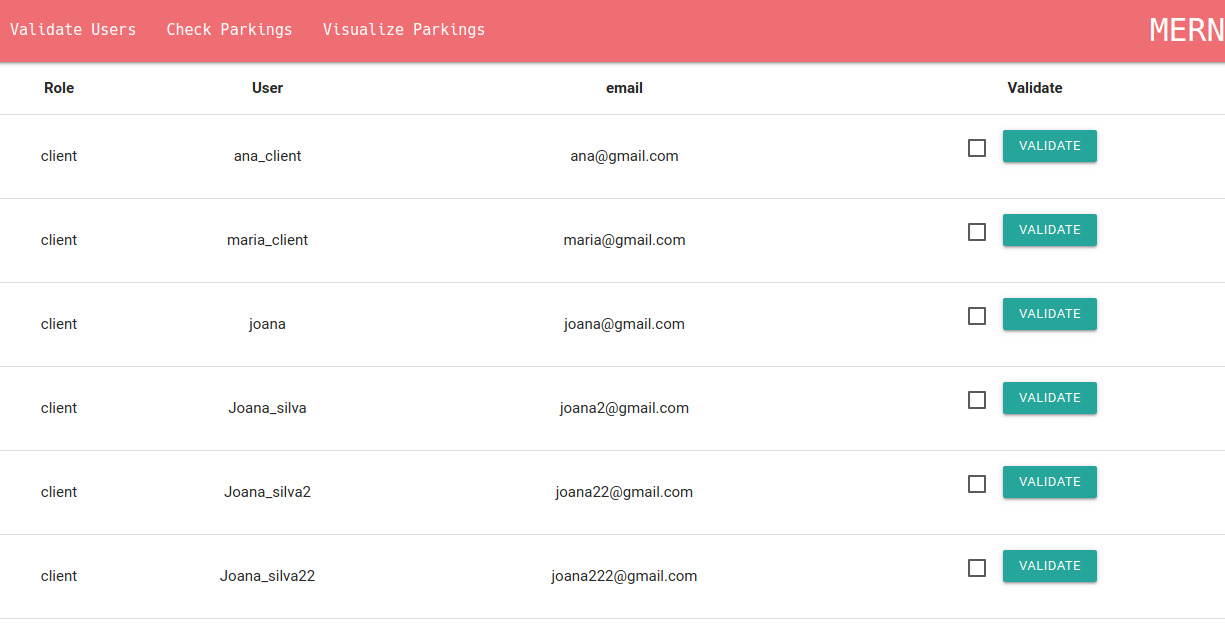 Validate Users Check Parkings Visualize Parkings MERN
Role User email Validate
client ana_client ana@gmail.com VALIDATE
client maria_client maria@gmail.com VALIDATE
client joana joana@gmail.com VALIDATE
client Joana_silva joana2@gmail.com VALIDATE
client Joana_silva2 joana22@gmail.com VALIDATE
client Joana_silva22 joana222@gmail.com VALIDATE